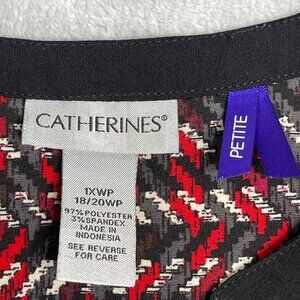 CATHERINES®
PETITE
1XWP
18/20WP
97% POLYESTER
3% SPANDEX
MADE IN
INDONESIA
SEE REVERSE
FOR CARE